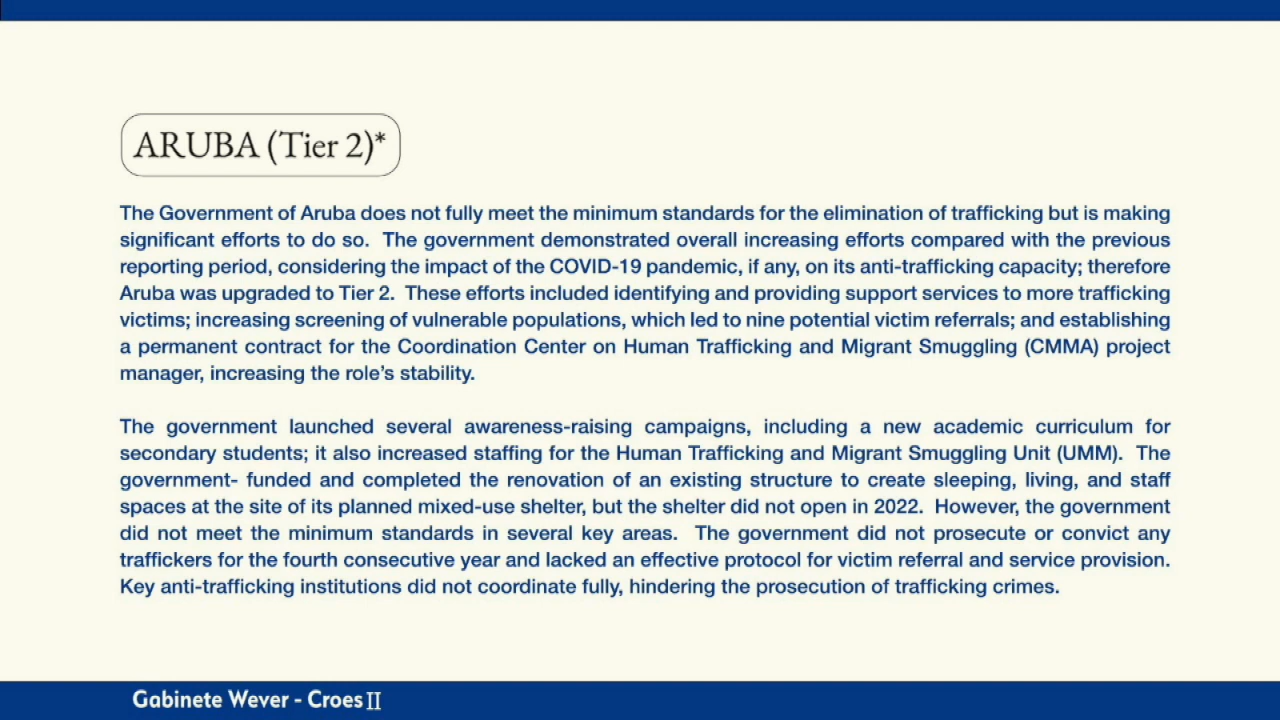 ARUBA (Tier 2)*
The Government of Aruba does not fully meet the minimum standards for the elimination of trafficking but is making
significant efforts to do so. The government demonstrated overall increasing efforts compared with the previous
reporting period, considering the impact of the COVID-19 pandemic, if any, on its anti-trafficking capacity; therefore
Aruba was upgraded to Tier 2. These efforts included identifying and providing support services to more trafficking
victims; increasing screening of vulnerable populations, which led to nine potential victim referrals; and establishing
a permanent contract for the Coordination Center on Human Trafficking and Migrant Smuggling (CMMA) project
manager, increasing the role’s stability.
The government launched several awareness-raising campaigns, including a new academic curriculum for
secondary students; it also increased staffing for the Human Trafficking and Migrant Smuggling Unit (UMM). The
government- funded and completed the renovation of an existing structure to create sleeping, living, and staff
spaces at the site of its planned mixed-use shelter, but the shelter did not open in 2022. However, the government
did not meet the minimum standards in several key areas. The government did not prosecute or convict any
traffickers for the fourth consecutive year and lacked an effective protocol for victim referral and service provision.
Key anti-trafficking institutions did not coordinate fully, hindering the prosecution of trafficking crimes.
Gabinete Wever - Croes II